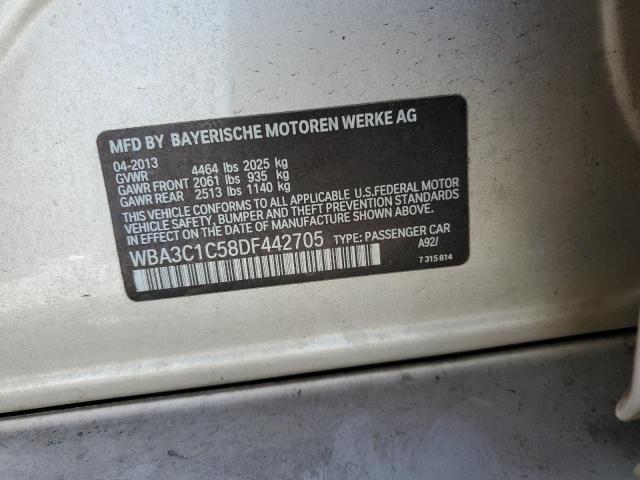 MFD BY BAYERISCHE MOTOREN WERKE AG
04-2013
GVWR 4464 lbs 2025 kg
GAWR FRONT 2061 lbs 935 kg
GAWR REAR 2513 lbs 1140 kg
THIS VEHICLE CONFORMS TO ALL APPLICABLE U.S.FEDERAL MOTOR
VEHICLE SAFETY, BUMPER AND THEFT PREVENTION STANDARDS
IN EFFECT ON THE DATE OF MANUFACTURE SHOWN ABOVE.
WBA3C1C58DF442705 TYPE: PASSENGER CAR
A92/
7 315 814